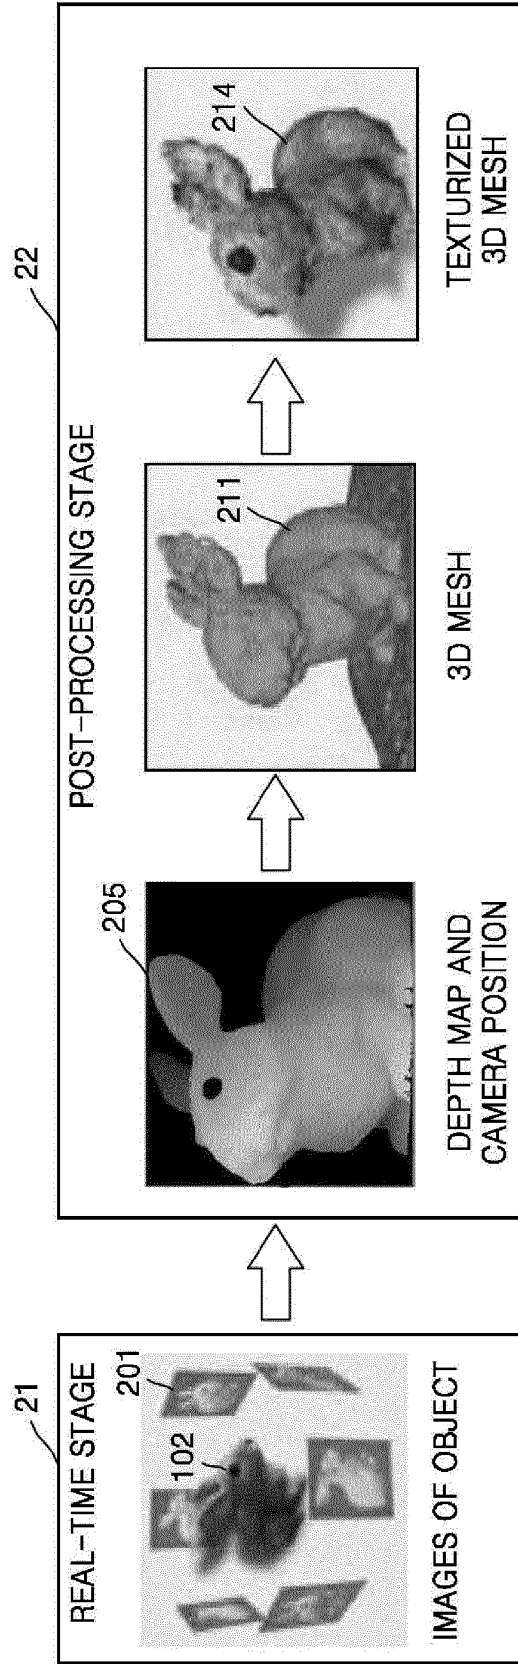 21
REAL-TIME STAGE
201
102
IMAGES OF OBJECT
22
POST-PROCESSING STAGE
205
DEPTH MAP AND
CAMERA POSITION
211
3D MESH
214
TEXTURIZED
3D MESH